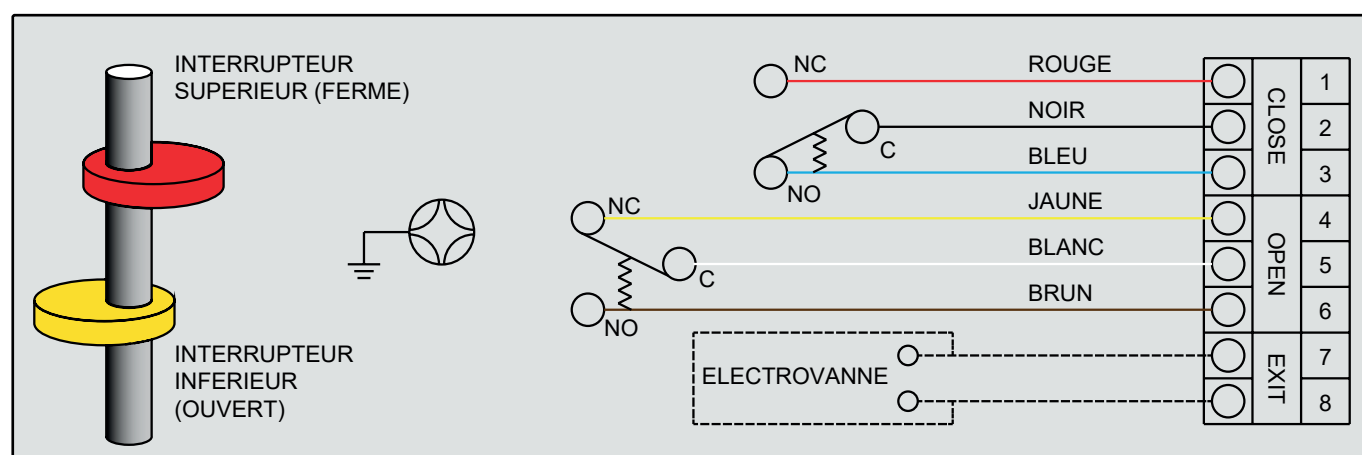 INTERRUPTEUR
SUPERIEUR (FERME)
INTERRUPTEUR
INFERIEUR
(OUVERT)
NC
ROUGE
1
NOIR
2
C
BLEU
3
NO
CLOSE
NC
JAUNE
4
BLANC
5
C
BRUN
6
NO
OPEN
ELECTROVANNE
7
8
EXIT